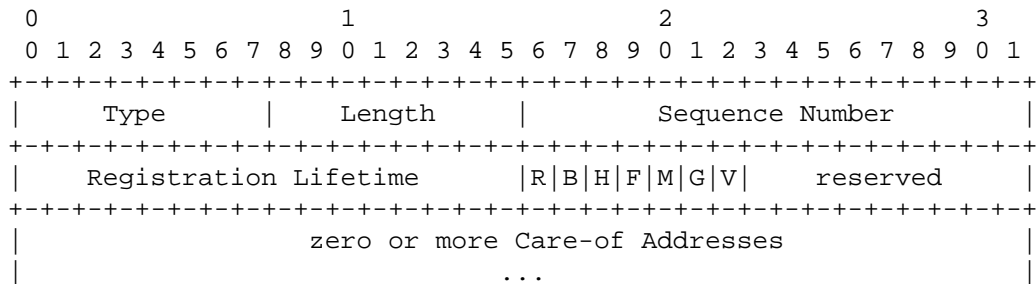 0                   1                   2                   3
 0 1 2 3 4 5 6 7 8 9 0 1 2 3 4 5 6 7 8 9 0 1 2 3 4 5 6 7 8 9 0 1
+-+-+-+-+-+-+-+-+-+-+-+-+-+-+-+-+-+-+-+-+-+-+-+-+-+-+-+-+-+-+-+-+
|     Type      |    Length     |        Sequence Number        |
+-+-+-+-+-+-+-+-+-+-+-+-+-+-+-+-+-+-+-+-+-+-+-+-+-+-+-+-+-+-+-+-+
|    Registration Lifetime      |R|B|H|F|M|G|V|    reserved     |
+-+-+-+-+-+-+-+-+-+-+-+-+-+-+-+-+-+-+-+-+-+-+-+-+-+-+-+-+-+-+-+-+
|                  zero or more Care-of Addresses               |
|                              ...                              |